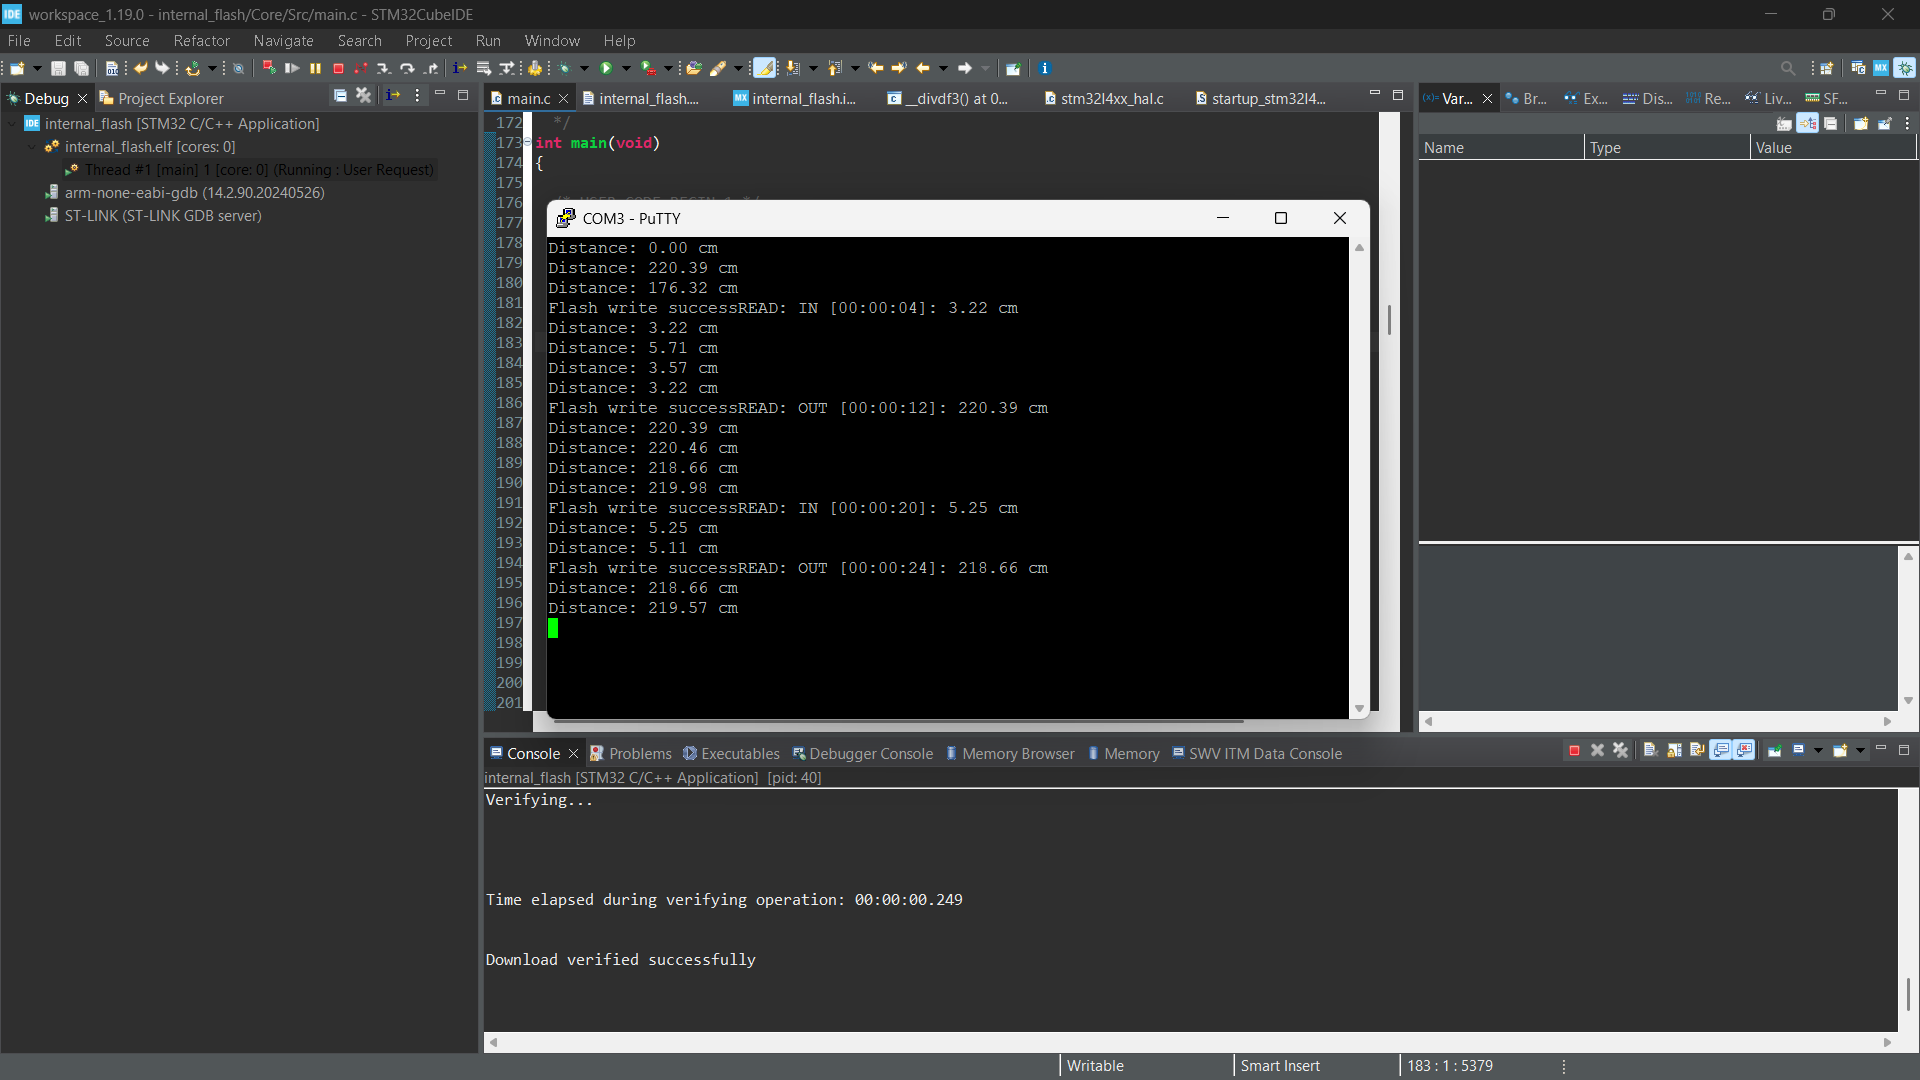 IDE workspace_1.19.0 - internal_flash/Core/Src/main.c - STM32CubeIDE
File Edit Source Refactor Navigate Search Project Run Window Help
Debug Project Explorer
main.c internal_flash.... MX internal_flash.i... __divdf3() at 0... stm32l4xx_hal.c startup_stm32l4...
Var... Br... Ex... Dis... Re... Liv... SF...
IDE internal_flash [STM32 C/C++ Application]
internal_flash.elf [cores: 0]
Thread #1 [main] 1 [core: 0] (Running : User Request)
arm-none-eabi-gdb (14.2.90.20240526)
ST-LINK (ST-LINK GDB server)
Name Type Value
172 */
173 int main(void)
174 {
175
176
177
178
179
180
181
182
183
184
185
186
187
188
189
190
191
192
193
194
195
196
197
198
199
200
201
COM3 - PuTTY
Distance: 0.00 cm
Distance: 220.39 cm
Distance: 176.32 cm
Flash write successREAD: IN [00:00:04]: 3.22 cm
Distance: 3.22 cm
Distance: 5.71 cm
Distance: 3.57 cm
Distance: 3.22 cm
Flash write successREAD: OUT [00:00:12]: 220.39 cm
Distance: 220.39 cm
Distance: 220.46 cm
Distance: 218.66 cm
Distance: 219.98 cm
Flash write successREAD: IN [00:00:20]: 5.25 cm
Distance: 5.25 cm
Distance: 5.11 cm
Flash write successREAD: OUT [00:00:24]: 218.66 cm
Distance: 218.66 cm
Distance: 219.57 cm
Console Problems Executables Debugger Console Memory Browser Memory SWV ITM Data Console
internal_flash [STM32 C/C++ Application] [pid: 40]
Verifying...
Time elapsed during verifying operation: 00:00:00.249
Download verified successfully
Writable Smart Insert 183 : 1 : 5379